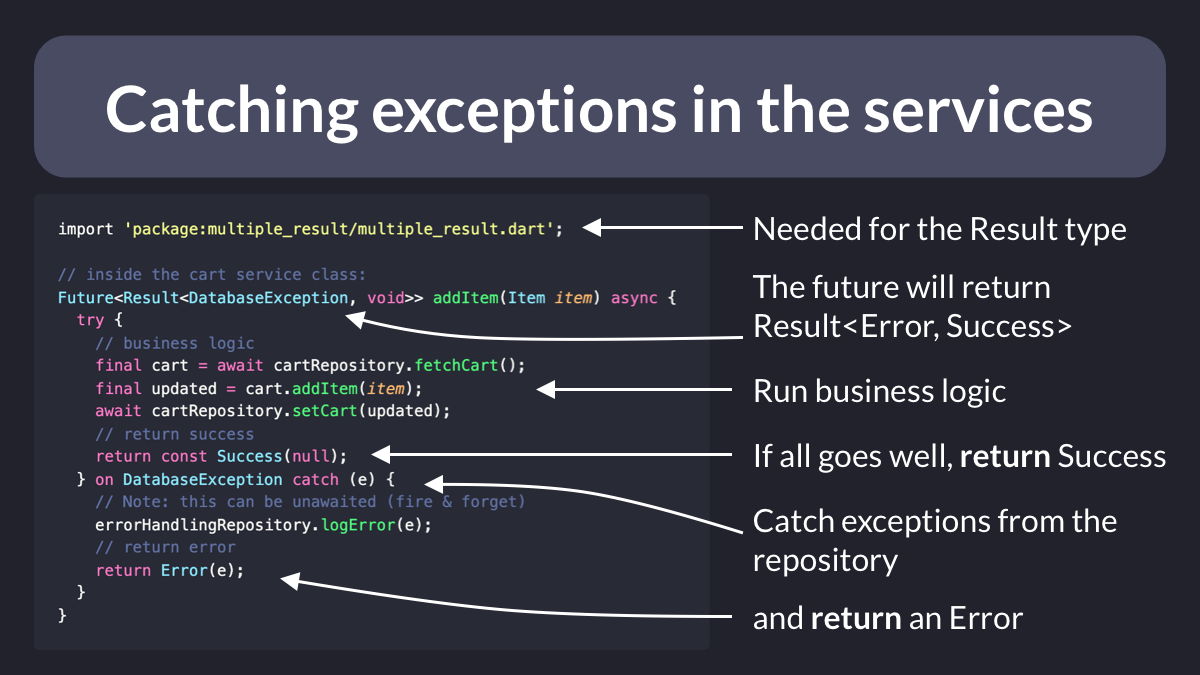 Catching exceptions in the services
import 'package:multiple_result/multiple_result.dart';
// inside the cart service class:
Future<Result<DatabaseException, void>> addItem(Item item) async {
  try {
    // business logic
    final cart = await cartRepository.fetchCart();
    final updated = cart.addItem(item);
    await cartRepository.setCart(updated);
    // return success
    return const Success(null);
  } on DatabaseException catch (e) {
    // Note: this can be unawaited (fire & forget)
    errorHandlingRepository.logError(e);
    // return error
    return Error(e);
  }
}
Needed for the Result type
The future will return
Result<Error, Success>
Run business logic
If all goes well, return Success
Catch exceptions from the
repository
and return an Error